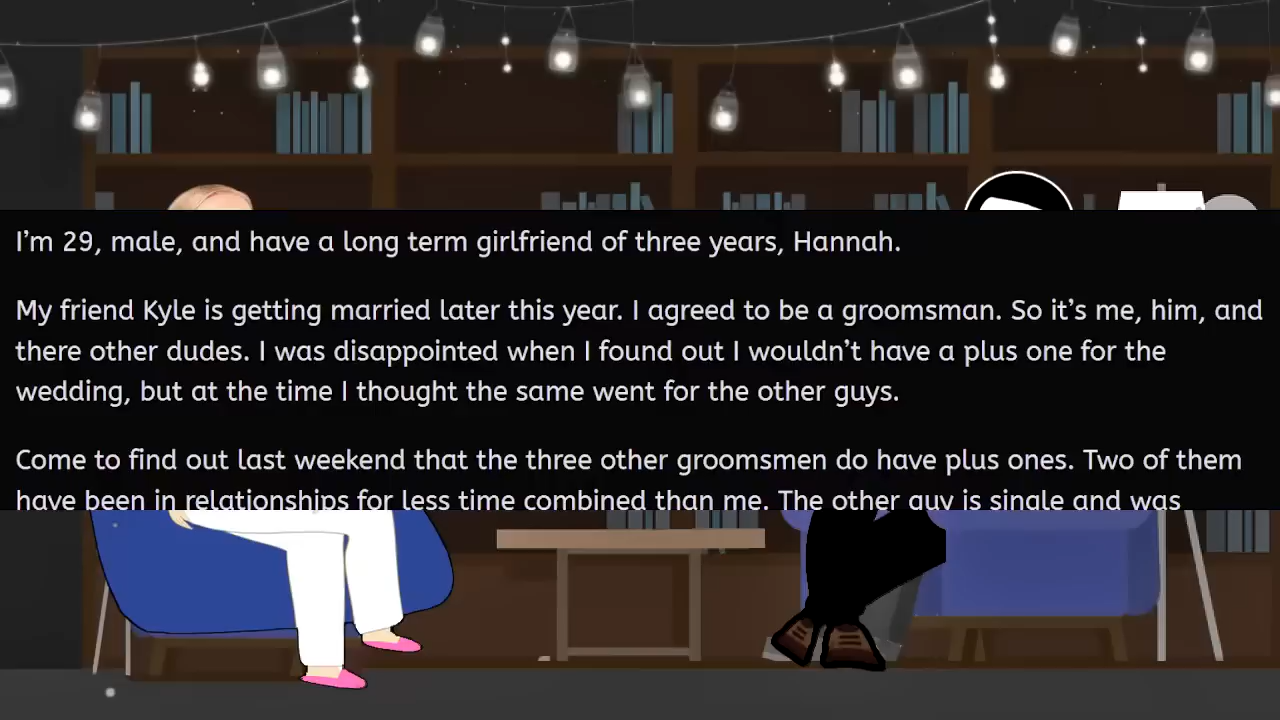 I’m 29, male, and have a long term girlfriend of three years, Hannah.
My friend Kyle is getting married later this year. I agreed to be a groomsman. So it’s me, him, and
there other dudes. I was disappointed when I found out I wouldn’t have a plus one for the
wedding, but at the time I thought the same went for the other guys.
Come to find out last weekend that the three other groomsmen do have plus ones. Two of them
have been in relationships for less time combined than me. The other guy is single and was